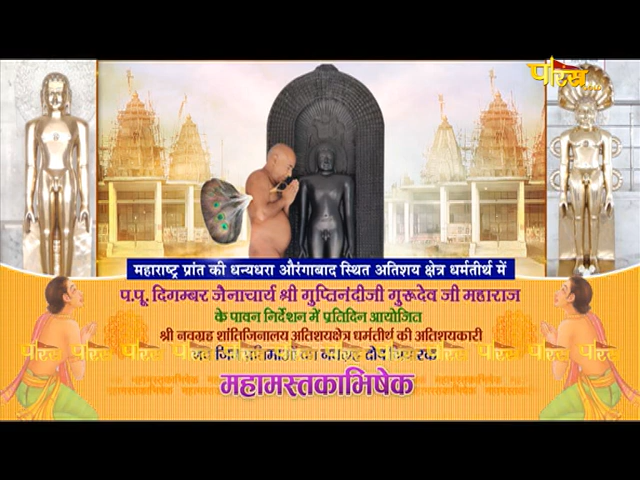 पारस
महाराष्ट्र प्रांत की धन्यधरा औरंगाबाद स्थित अतिशय क्षेत्र धर्मतीर्थ में
प.पू. दिगम्बर जैनाचार्य श्री गुप्तिनंदीजी गुरूदेव जी महाराज
के पावन निर्देशन में प्रतिदिन आयोजित
श्री नवग्रह शांतिजिनालय अतिशयक्षेत्र धर्मतीर्थ की अतिशयकारी
महामस्तकाभिषेक